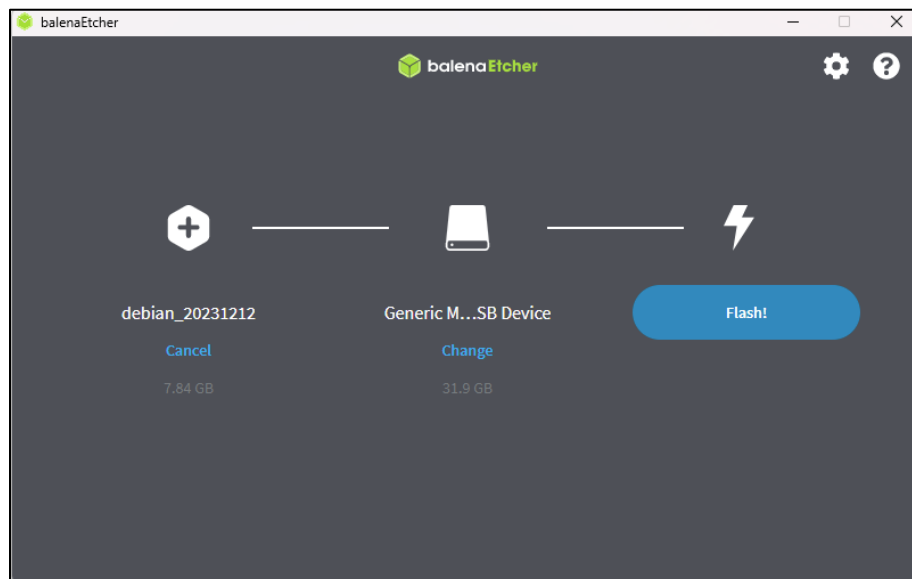 balenaEtcher
balenaEtcher
debian_20231212
Generic M...SB Device
Flash!
Cancel
Change
7.84 GB
31.9 GB